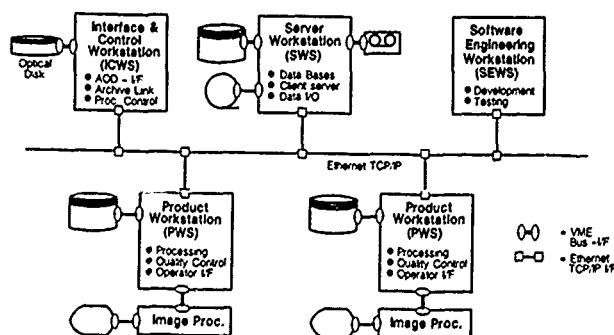 Interface &
Control
Workstation
(ICWS)
AOD - I/F
Archive Link
Proc. Control
Optical
Disk
Server
Workstation
(SWS)
Data Bases
Client server
Data I/O
Software
Engineering
Workstation
(SEWS)
Development
Testing
Ethernet TCP/IP
Product
Workstation
(PWS)
Processing
Quality Control
Operator I/F
Image Proc.
Product
Workstation
(PWS)
Processing
Quality Control
Operator I/F
Image Proc.
VME
Bus - I/F
Ethernet
TCP/IP I/F